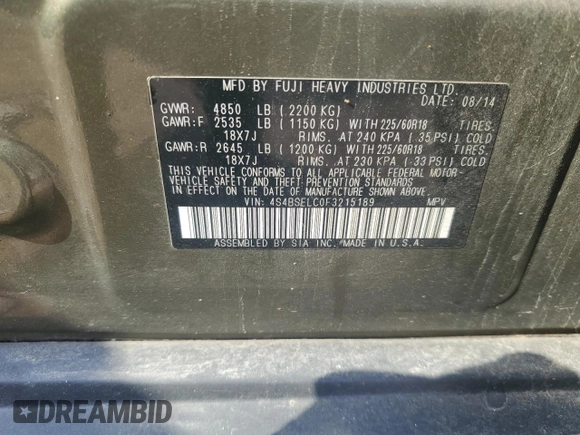 MFD BY FUJI HEAVY INDUSTRIES LTD.
DATE: 08/14
GVWR: 4850 LB (2200 KG)
GAWR:F 2535 LB (1150 KG) WITH 225/60R18 TIRES.
18X7J RIMS. AT 240 KPA (35 PSI) COLD
GAWR:R 2645 LB (1200 KG) WITH 225/60R18 TIRES.
18X7J RIMS. AT 230 KPA (33 PSI) COLD
THIS VEHICLE CONFORMS TO ALL APPLICABLE FEDERAL MOTOR
VEHICLE SAFETY AND THEFT-PREVENTION STANDARDS
IN EFFECT ON THE DATE OF MANUFACTURE SHOWN ABOVE.
VIN: 4S4BSELC0F3215189 MPV
ASSEMBLED BY SIA INC. MADE IN U.S.A.
DREAMBID